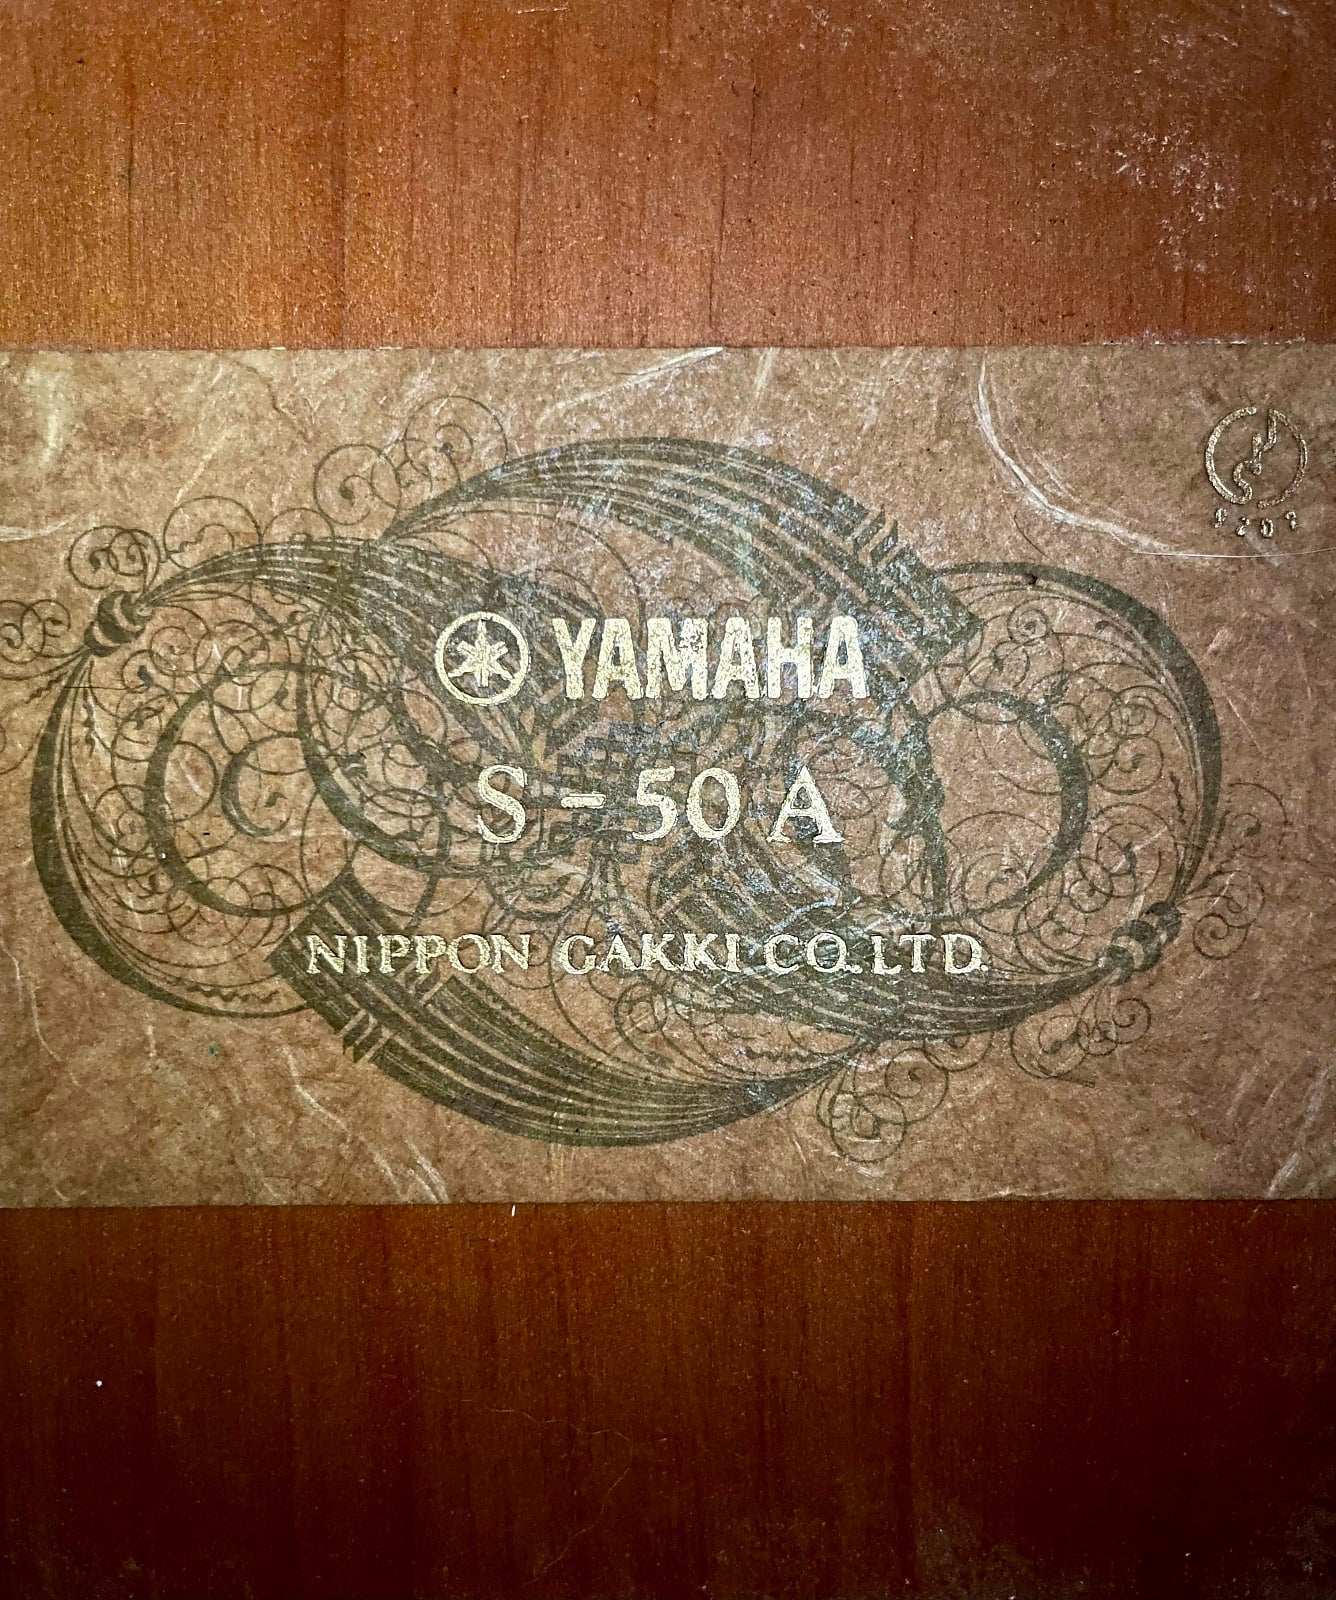 YAMAHA
S-50A
NIPPON GAKKI CO. LTD.